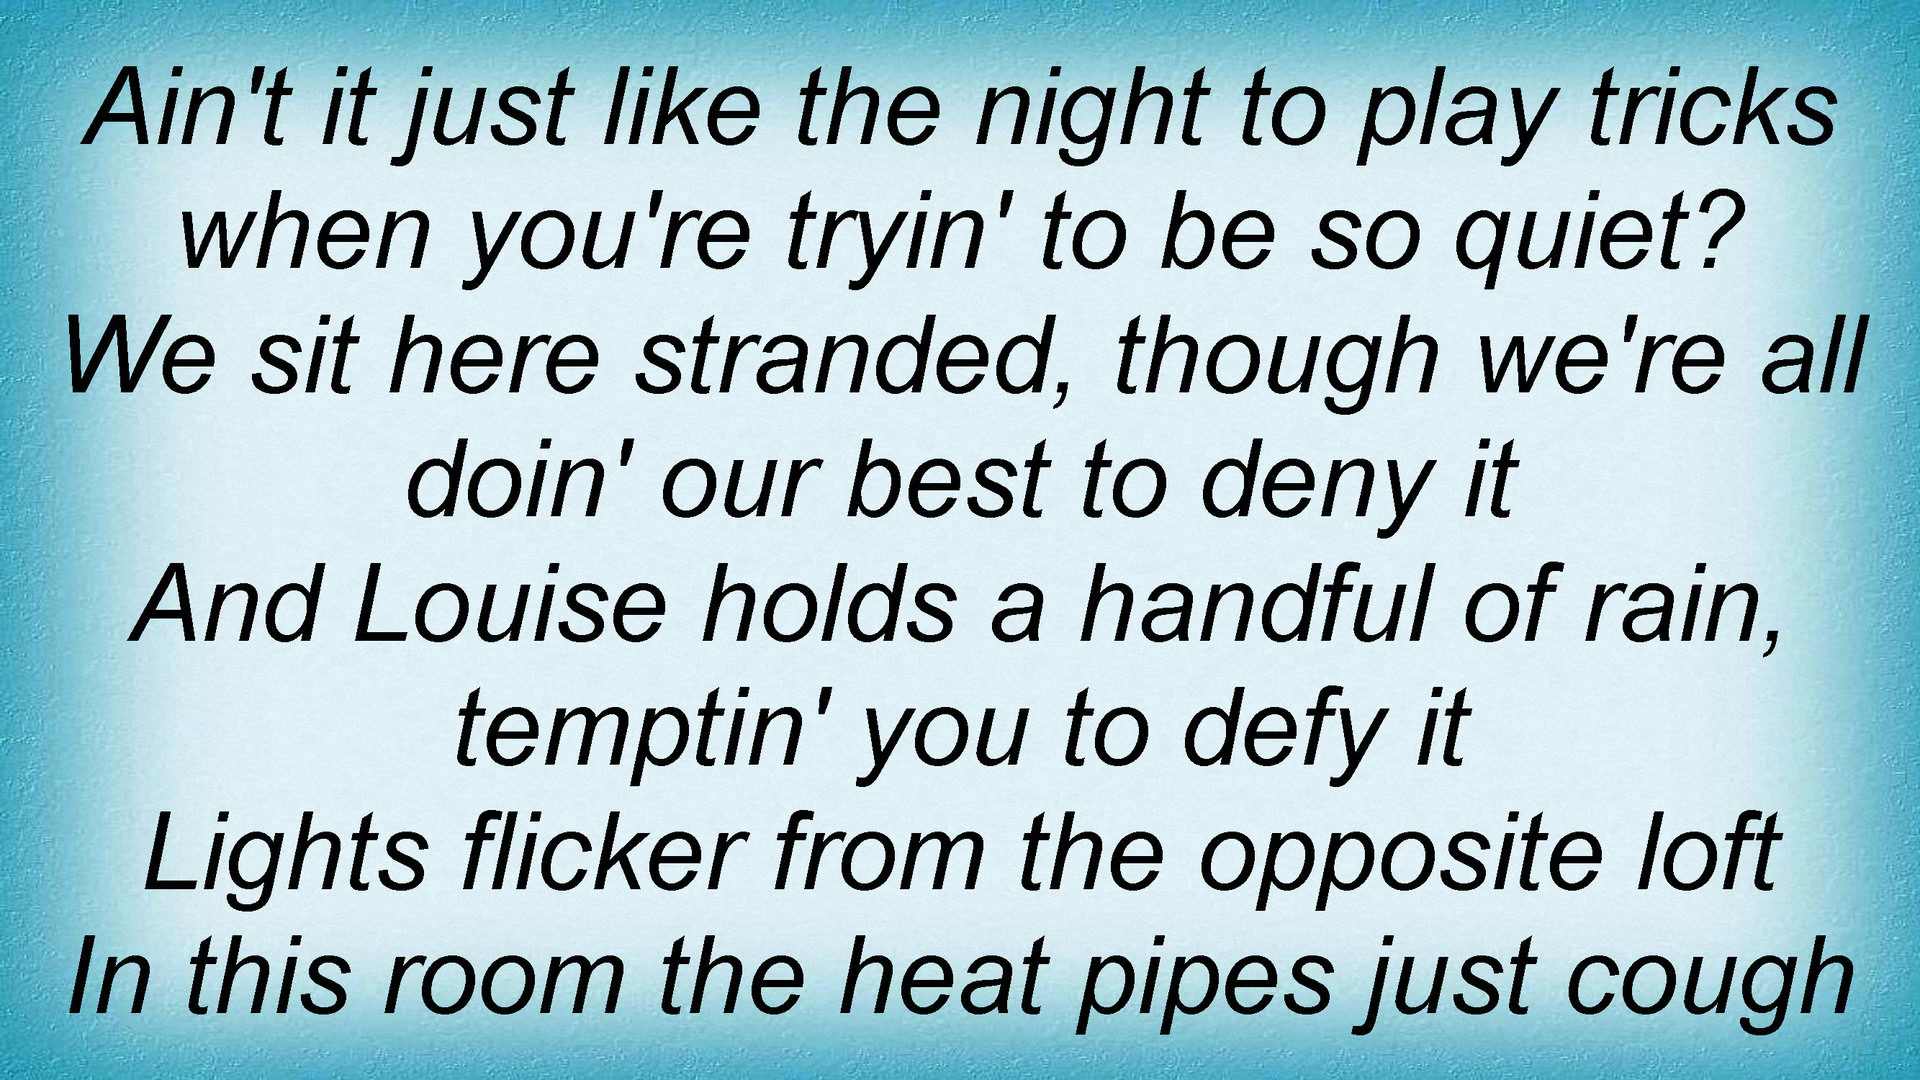 Ain't it just like the night to play tricks
when you're tryin' to be so quiet?
We sit here stranded, though we're all
doin' our best to deny it
And Louise holds a handful of rain,
temptin' you to defy it
Lights flicker from the opposite loft
In this room the heat pipes just cough